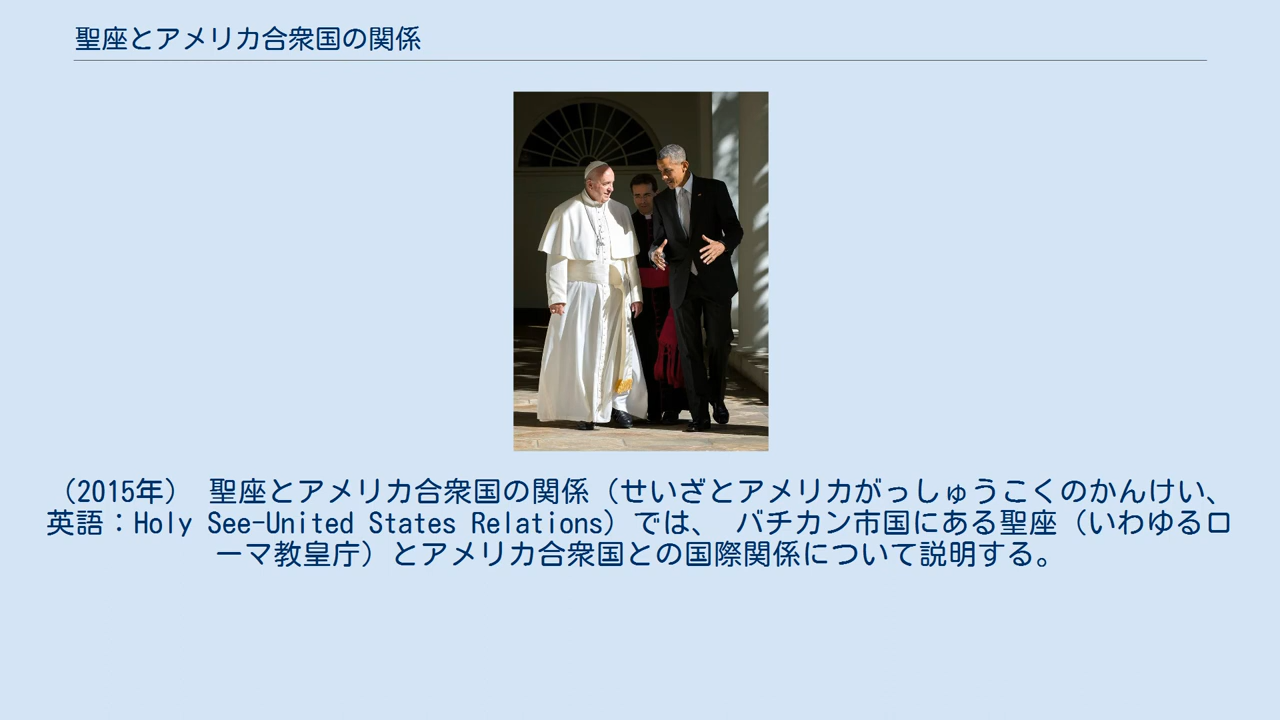 聖座とアメリカ合衆国の関係
（2015年） 聖座とアメリカ合衆国の関係（せいざとアメリカがっしゅうこくのかんけい、
英語：Holy See-United States Relations）では、 バチカン市国にある聖座（いわゆるロ
ーマ教皇庁）とアメリカ合衆国との国際関係について説明する。